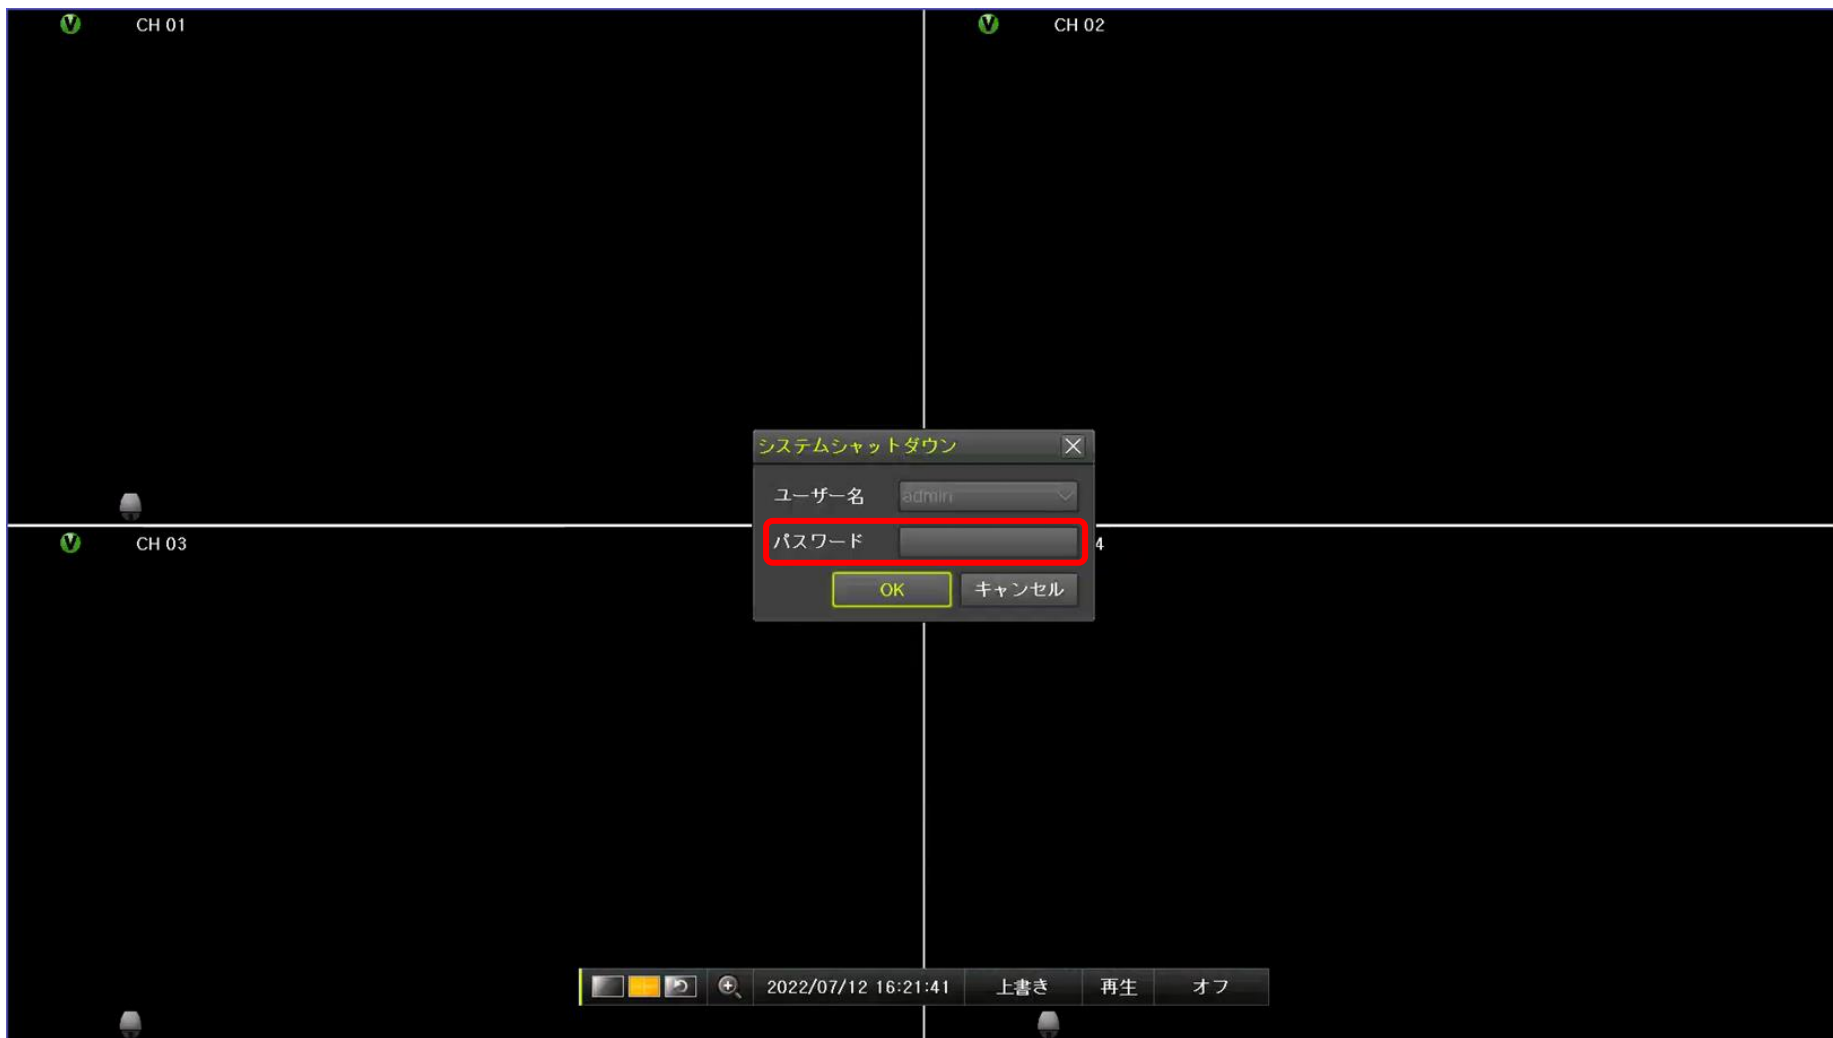 CH 01
CH 02
システムシャットダウン
ユーザー名 admin
パスワード
OK キャンセル
CH 03
4
2022/07/12 16:21:41 上書き 再生 オフ